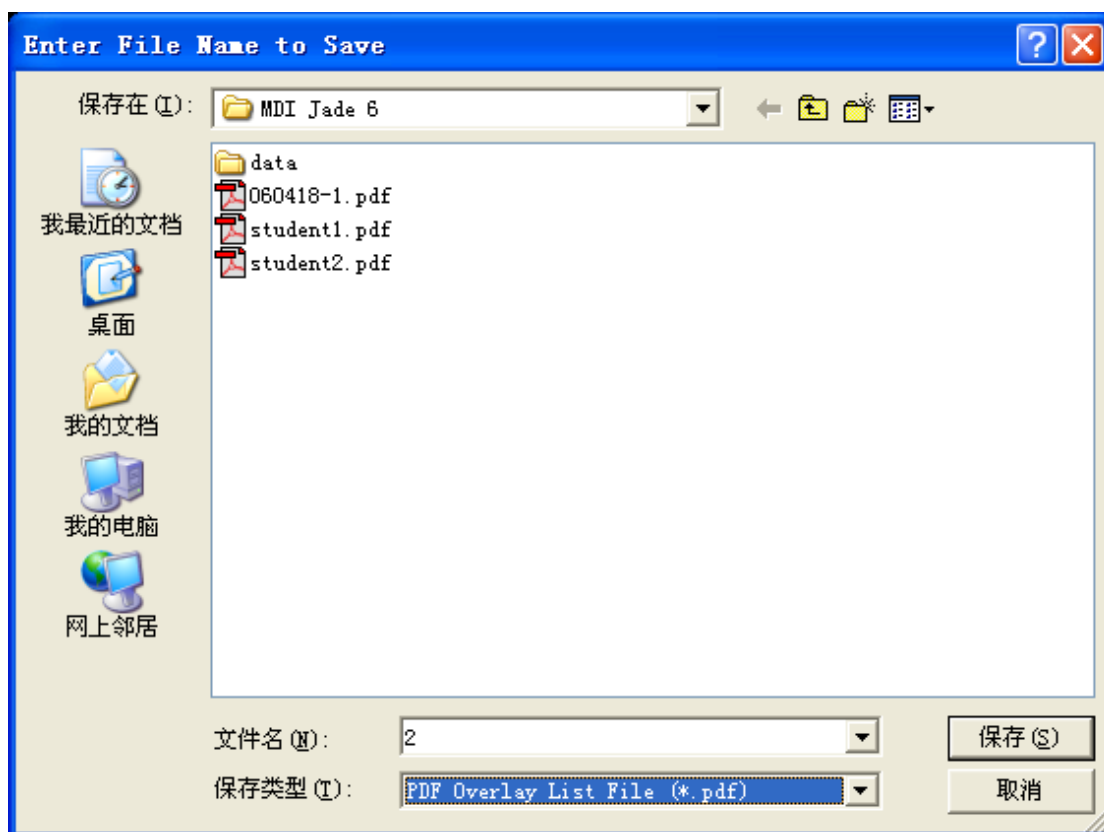 Enter File Name to Save
保存在(I):
MDI Jade 6
我最近的文档
桌面
我的文档
我的电脑
网上邻居
data
060418-1.pdf
student1.pdf
student2.pdf
文件名(N):
2
保存(S)
保存类型(T):
PDF Overlay List File (*.pdf)
取消